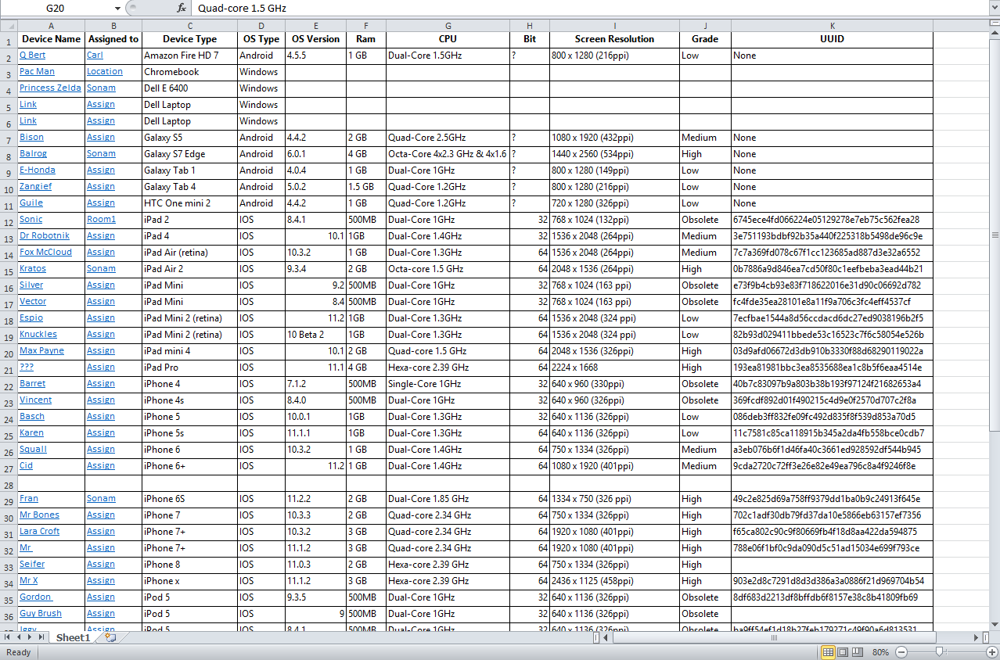 G20 fx Quad-core 1.5 GHz
A B C D E F G H I J K
1 Device Name Assigned to Device Type OS Type OS Version Ram CPU Bit Screen Resolution Grade UUID
2 Q Bert Carl Amazon Fire HD 7 Android 4.5.5 1 GB Dual-Core 1.5GHz ? 800 x 1280 (216ppi) Low None
3 Pac Man Location Chromebook Windows
4 Princess Zelda Sonam Dell E 6400 Windows
5 Link Assign Dell Laptop Windows
6 Link Assign Dell Laptop Windows
7 Bison Assign Galaxy S5 Android 4.4.2 2 GB Quad-Core 2.5GHz ? 1080 x 1920 (432ppi) Medium None
8 Balrog Sonam Galaxy S7 Edge Android 6.0.1 4 GB Octa-Core 4x2.3 GHz & 4x1.6 ? 1440 x 2560 (534ppi) High None
9 E-Honda Assign Galaxy Tab 1 Android 4.0.4 1 GB Dual-Core 1GHz ? 800 x 1280 (149ppi) Low None
10 Zangief Assign Galaxy Tab 4 Android 5.0.2 1.5 GB Quad-Core 1.2GHz ? 800 x 1280 (216ppi) Low None
11 Guile Assign HTC One mini 2 Android 4.4.2 1 GB Quad-Core 1.2GHz ? 720 x 1280 (326ppi) Low None
12 Sonic Room1 iPad 2 IOS 8.4.1 500MB Dual-Core 1GHz 32 768 x 1024 (132ppi) Obsolete 6745ece4fd066224e05129278e7eb75c562fea28
13 Dr Robotnik Assign iPad 4 IOS 10.1 1GB Dual-Core 1.4GHz 32 1536 x 2048 (264ppi) Medium 3e751193bdbf92b35a440f225318b5498de96c9e
14 Fox McCloud Assign iPad Air (retina) IOS 10.3.2 1 GB Dual-Core 1.3GHz 64 1536 x 2048 (264ppi) Medium 7c7a369fd078c67f1cc123685ad887d3e32a6552
15 Kratos Sonam iPad Air 2 IOS 9.3.4 2 GB Octa-core 1.5 GHz 64 2048 x 1536 (264ppi) High 0b7886a9d846ea7cd50f80c1eefbeba3ead44b21
16 Silver Assign iPad Mini IOS 9.2 500MB Dual-Core 1GHz 32 768 x 1024 (163 ppi) Obsolete e73f9b4cb93e83f718622016e31d90c06692d782
17 Vector Assign iPad Mini IOS 8.4 500MB Dual-Core 1GHz 32 768 x 1024 (163 ppi) Obsolete fc4fde35ea28101e8a11f9a706c3fc4eff4537cf
18 Espio Assign iPad Mini 2 (retina) IOS 11.2 1GB Dual-Core 1.3GHz 64 1536 x 2048 (324 ppi) Low 7ecfbae1544a8d56ccdacd6dc27ed9038196b2f5
19 Knuckles Assign iPad Mini 2 (retina) IOS 10 Beta 2 1GB Dual-Core 1.3GHz 64 1536 x 2048 (324 ppi) Low 82b93d029411bbede53c16523c7f6c58054e526b
20 Max Payne Assign iPad mini 4 IOS 10.1 2 GB Quad-core 1.5 GHz 64 2048 x 1536 (326ppi) High 03d9afd06672d3db910b3330f88d68290119022a
21 ??? Assign iPad Pro IOS 11.1 4 GB Hexa-core 2.39 GHz 64 2224 x 1668 High 193ea81981bbc3ea8535688ea1c8b5f6eaa4514e
22 Barret Assign iPhone 4 IOS 7.1.2 500MB Single-Core 1GHz 32 640 x 960 (330ppi) Obsolete 40b7c83097b9a803b38b193f97124f21682653a4
23 Vincent Assign iPhone 4s IOS 8.4.0 500MB Dual-Core 1GHz 32 640 x 960 (326ppi) Obsolete 369fcdf892d01f490215c4d9e0f2570d707c2f8a
24 Basch Assign iPhone 5 IOS 10.0.1 1GB Dual-Core 1.3GHz 32 640 x 1136 (326ppi) Low 086deb3ff832fe09fc492d835f8f539d853a70d5
25 Karen Assign iPhone 5s IOS 11.1.1 1GB Dual-Core 1.3GHz 64 640 x 1136 (326ppi) Low 11c7581c85ca118915b345a2da4fb558bce0cdb7
26 Squall Assign iPhone 6 IOS 10.3.2 1 GB Dual-Core 1.4GHz 64 750 x 1334 (326ppi) Medium a3eb076b6f1d46fa40c3661ed928592df544b945
27 Cid Assign iPhone 6+ IOS 11.2 1 GB Dual-Core 1.4GHz 64 1080 x 1920 (401ppi) Medium 9cda2720c72ff3e26e82e49ea796c8a4f9246f8e
28
29 Fran Sonam iPhone 6S IOS 11.2.2 2 GB Dual-Core 1.85 GHz 64 1334 x 750 (326 ppi) High 49c2e825d69a758ff9379dd1ba0b9c24913f645e
30 Mr Bones Assign iPhone 7 IOS 10.3.3 2 GB Quad-core 2.34 GHz 64 750 x 1334 (326ppi) High 702c1adf30db79fd37da10e5866eb63157ef7356
31 Lara Croft Assign iPhone 7+ IOS 10.3.2 3 GB Quad-core 2.34 GHz 64 1920 x 1080 (401ppi) High f65ca802c90c9f80669fb4f18d8aa422da594875
32 Mr Assign iPhone 7+ IOS 11.1.2 3 GB Quad-core 2.34 GHz 64 1920 x 1080 (401ppi) High 788e06f1bf0c9da090d5c51ad15034e699f793ce
33 Seifer Assign iPhone 8 IOS 11.0.3 2 GB Hexa-core 2.39 GHz 64 750 x 1334 (326ppi) High
34 Mr X Assign iPhone x IOS 11.1.2 3 GB Hexa-core 2.39 GHz 64 2436 x 1125 (458ppi) High 903e2d8c7291d8d3d386a3a0886f21d969704b54
35 Gordon Assign iPod 5 IOS 9.3.5 500MB Dual-Core 1GHz 32 640 x 1136 (326ppi) Obsolete 8df683d2213df8bffdb6f8157e38c8b41809fb69
36 Guy Brush Assign iPod 5 IOS 9 500MB Dual-Core 1GHz 32 640 x 1136 (326ppi) Obsolete
Iggy Assign iPod 5 IOS 8.4.1 500MB Dual-Core 1GHz 32 640 x 1136 (326ppi) Obsolete ba9ff54ef1d18b27feb179271c49f90a6d813531
Sheet1
Ready 80%